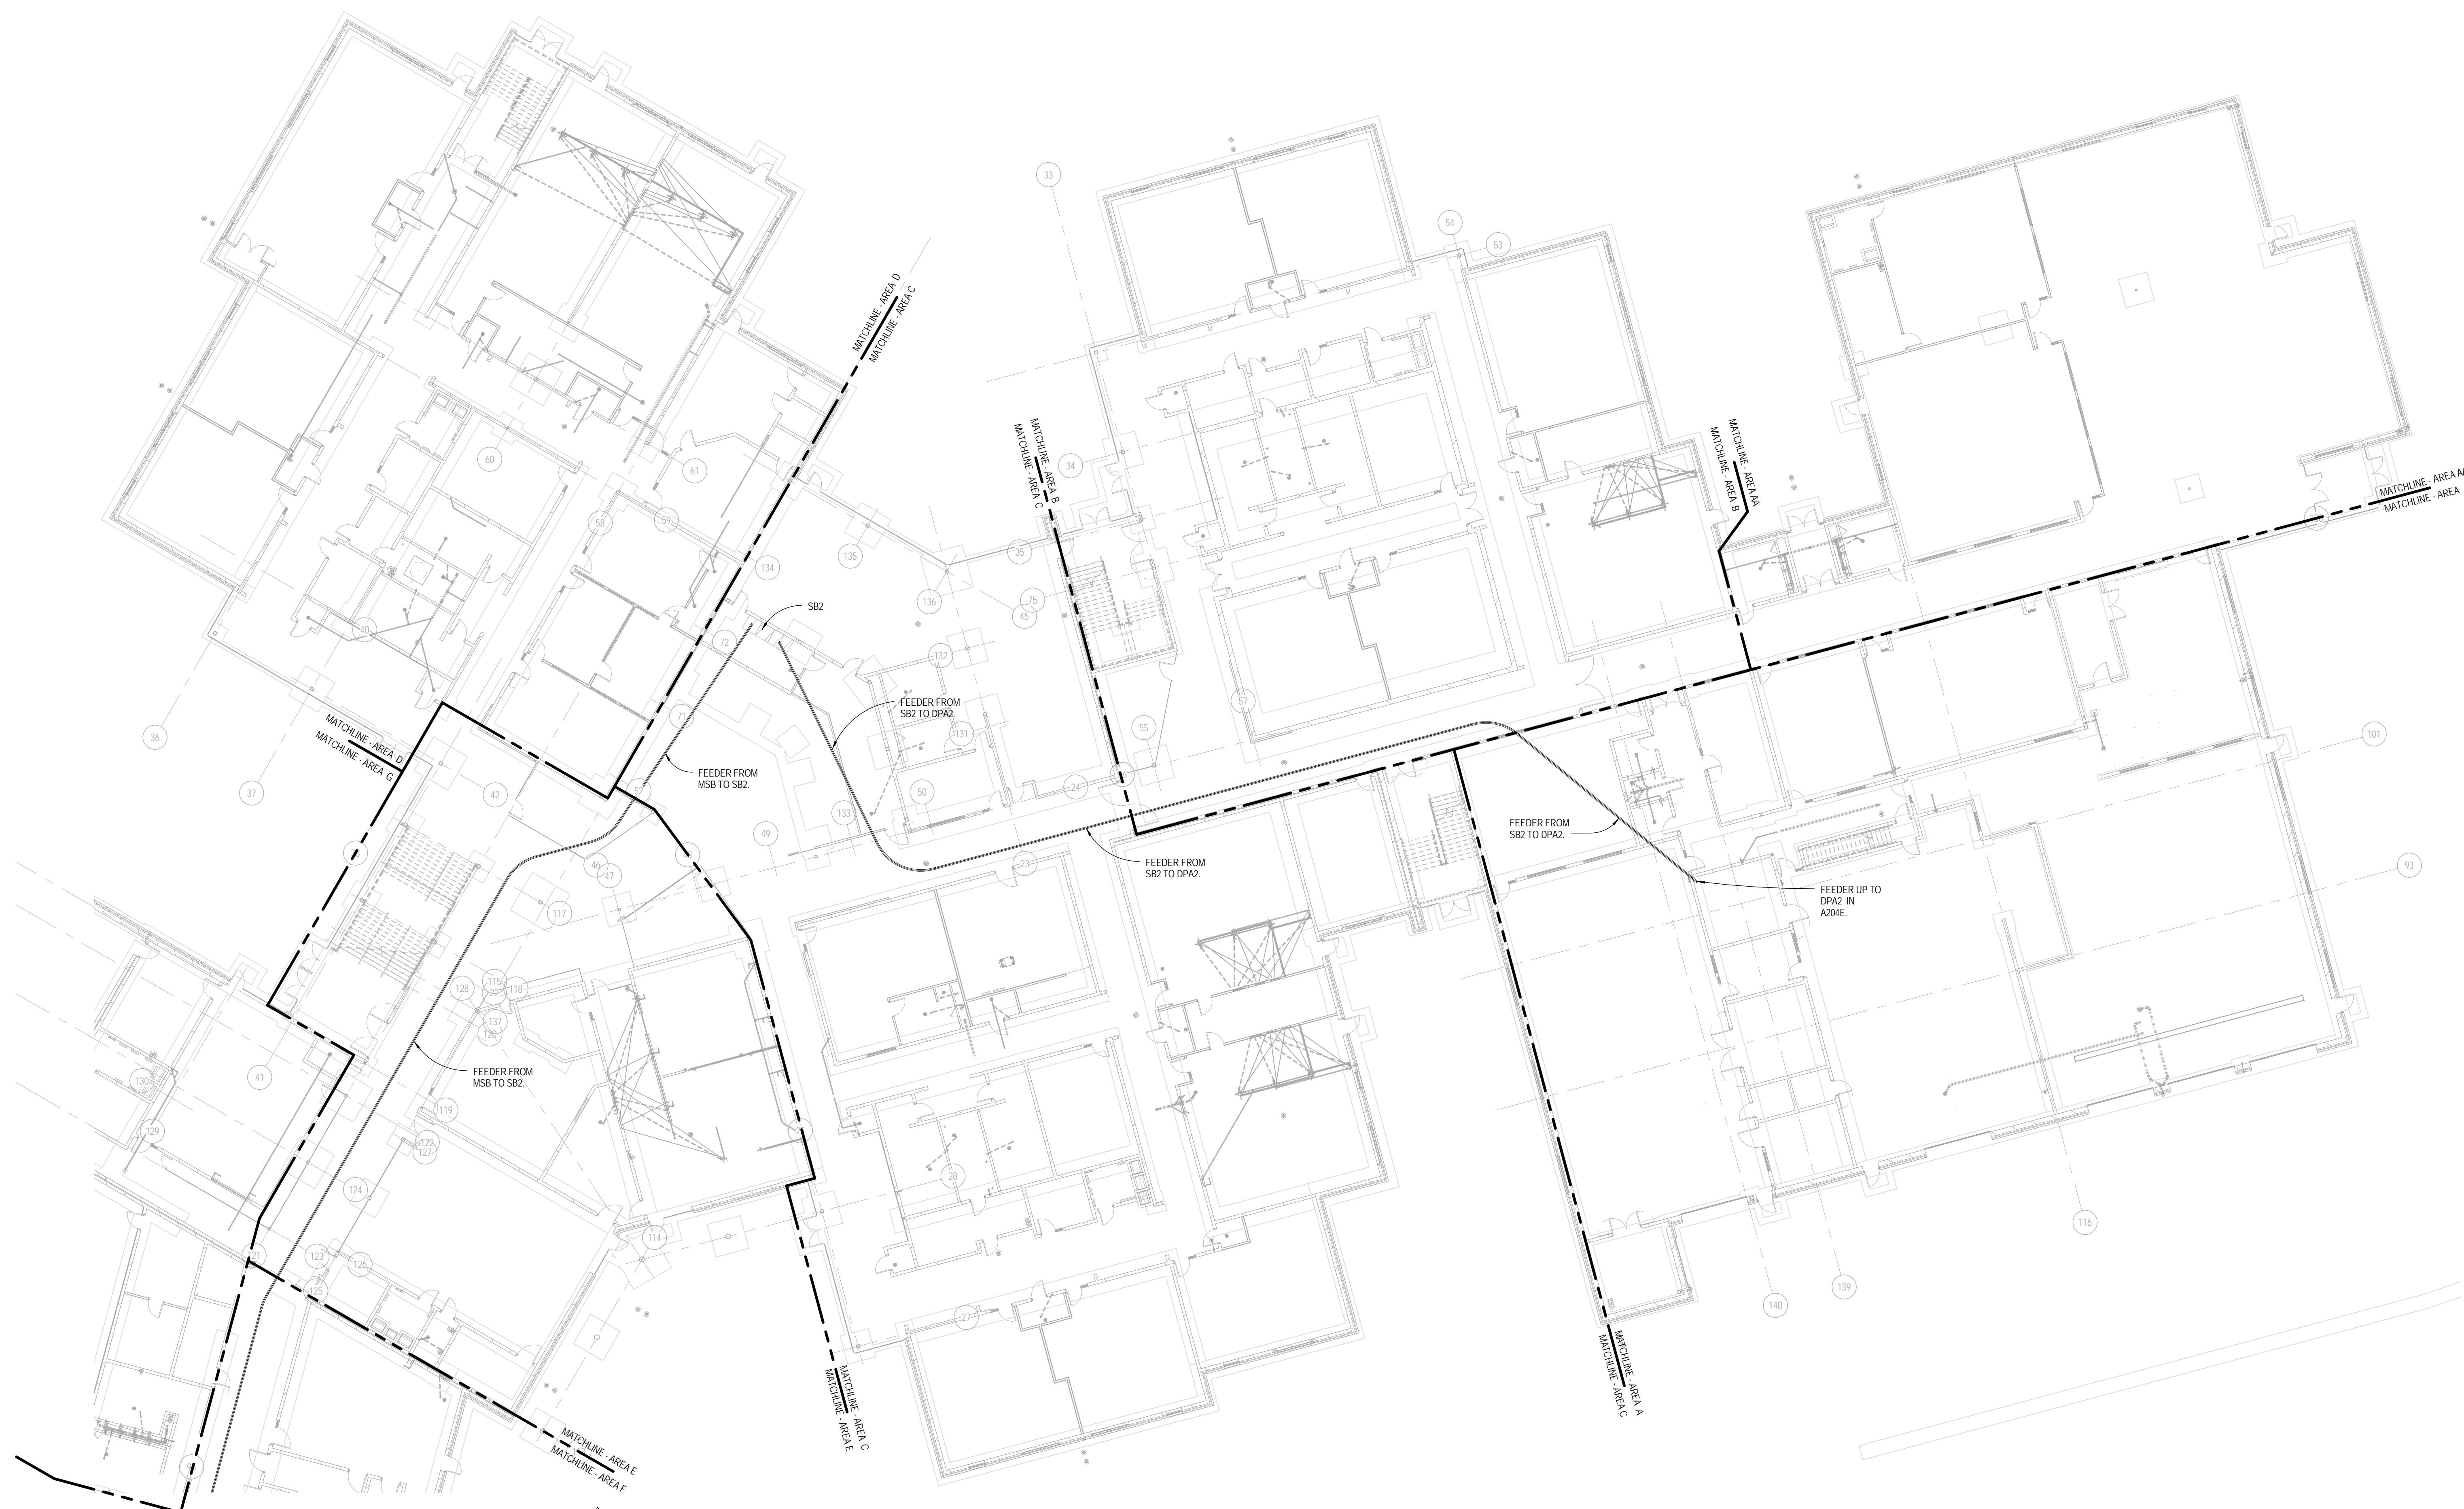 MATCHLINE - AREA D
MATCHLINE - AREA C
33
54
53
34
MATCHLINE - AREA B
MATCHLINE - AREA C
MATCHLINE - AREA AA
MATCHLINE - AREA B
MATCHLINE - AREA AA
MATCHLINE - AREA
60
61
58
59
135
134
35
136
75
45
40
SB2
72
132
FEEDER FROM
SB2 TO DPA2.
71
131
57
55
36
MATCHLINE - AREA D
MATCHLINE - AREA G
37
42
52
FEEDER FROM
MSB TO SB2.
50
24
133
49
101
FEEDER FROM
SB2 TO DPA2.
46
47
23
FEEDER FROM
SB2 TO DPA2.
93
FEEDER UP TO
DPA2 IN
A204E.
117
115
22
118
128
137
120
41
130
FEEDER FROM
MSB TO SB2.
119
129
122
127
124
28
114
116
121
123
126
125
139
140
27
MATCHLINE - AREA A
MATCHLINE - AREA C
MATCHLINE - AREA C
MATCHLINE - AREA E
MATCHLINE - AREA E
MATCHLINE - AREA F